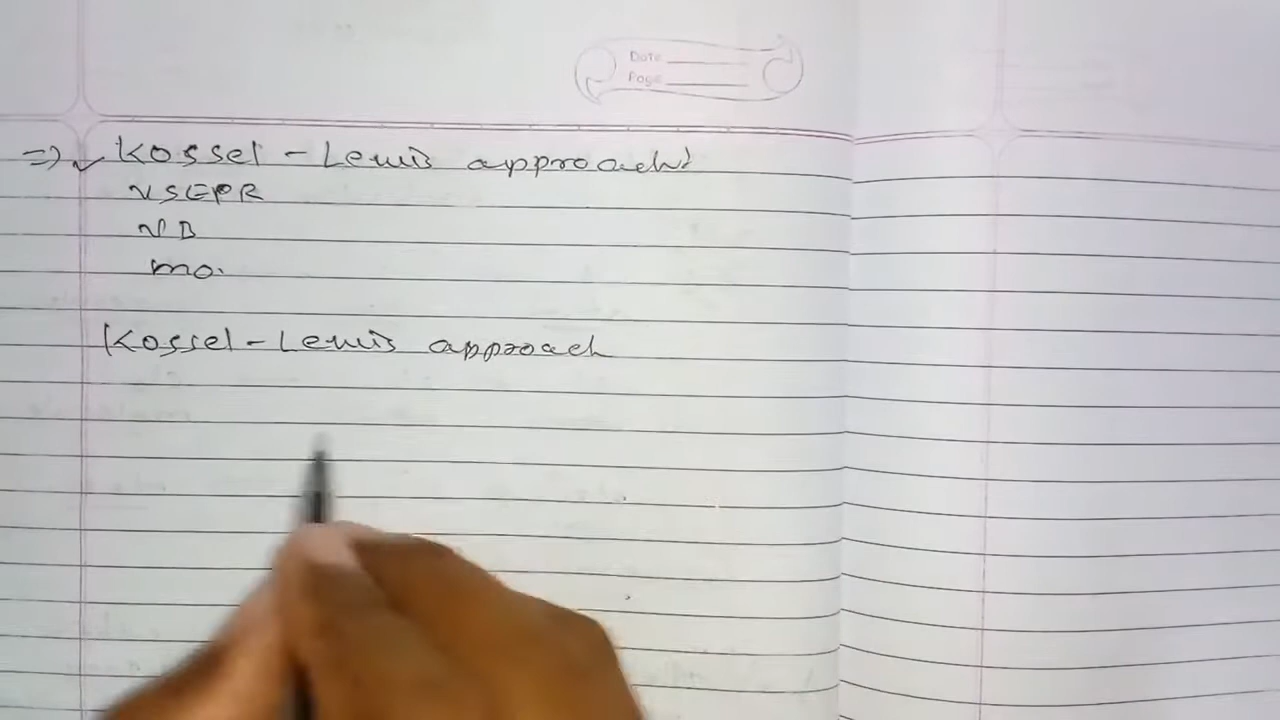 Date
Page
=> ✓ Kossel - Lewis approach:
VSEPR
VB
mo.
Kossel - Lewis approach